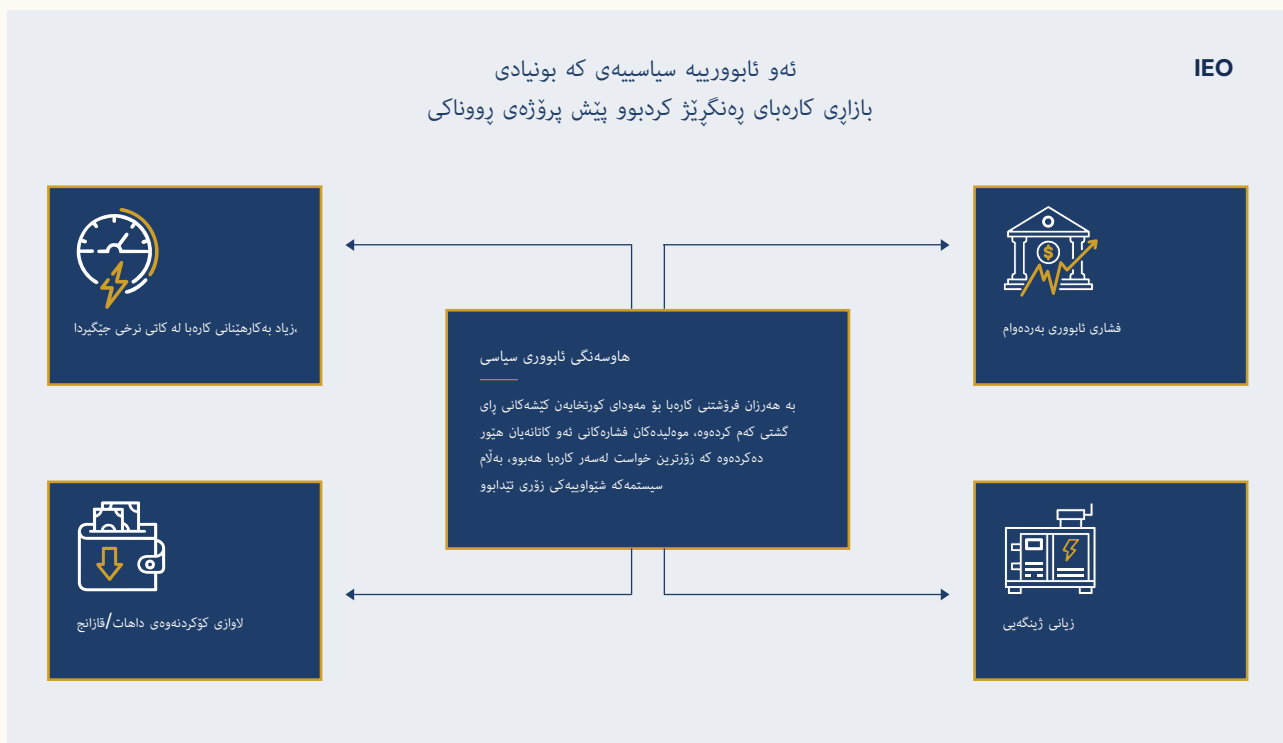 IEO
ئەو ئابوورییە سیاسییەی کە بونیادی
بازاڕی کارەبای ڕەنگڕێژ کردبوو پێش پرۆژەی ڕووناکی
فشاری ئابووری بەردەوام
زیاد بەکارهێنانی کارەبا لە کاتی نرخی جێگیردا،
هاوسەنگی ئابووری سیاسی
بە هەرزان فرۆشتنی کارەبا بۆ مەودای کورتخایەن کێشەکانی ڕای
گشتی کەم کردەوە، موەلیدەکان فشارەکانی ئەو کاتانەیان هێور
دەکردەوە کە زۆرترین خواست لەسەر کارەبا هەبوو، بەڵام
سیستمەکە شێواوییەکی زۆری تێدابوو
زیانی ژینگەیی
لاوازی کۆکردنەوەی داهات/قازانج